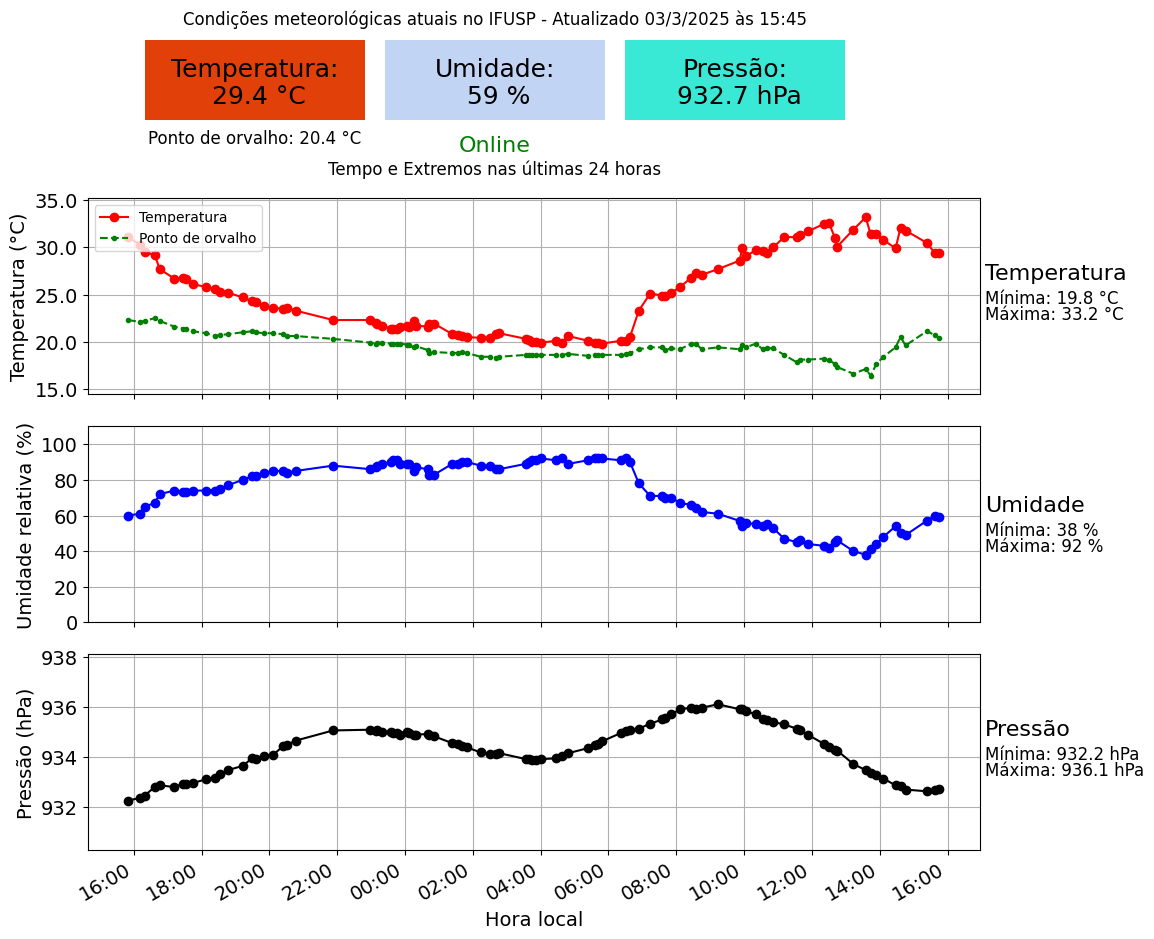 Condições meteorológicas atuais no IFUSP - Atualizado 03/3/2025 às 15:45
Temperatura:
29.4 °C
Umidade:
59 %
Pressão:
932.7 hPa
Ponto de orvalho: 20.4 °C
Online
Tempo e Extremos nas últimas 24 horas
Temperatura (°C)
35.0
30.0
25.0
20.0
15.0
Temperatura
Ponto de orvalho
Temperatura
Mínima: 19.8 °C
Máxima: 33.2 °C
Umidade relativa (%)
100
80
60
40
20
0
Umidade
Mínima: 38 %
Máxima: 92 %
Pressão (hPa)
938
936
934
932
Pressão
Mínima: 932.2 hPa
Máxima: 936.1 hPa
16:00 18:00 20:00 22:00 00:00 02:00 04:00 06:00 08:00 10:00 12:00 14:00 16:00
Hora local